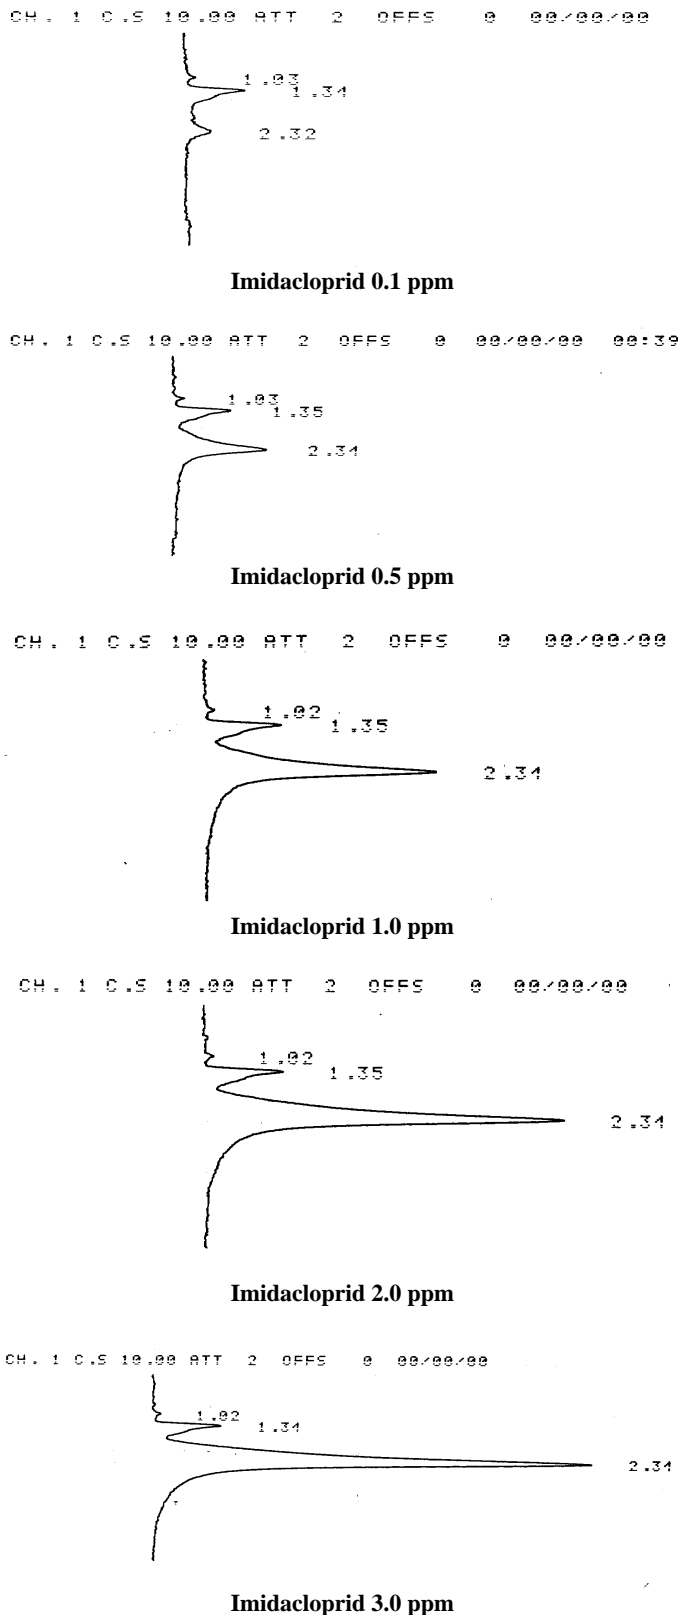 CH. 1 C.S 10.00 ATT 2 OFFS 0 00/00/00
1.03
1.34
2.32
Imidacloprid 0.1 ppm
CH. 1 C.S 10.00 ATT 2 OFFS 0 00/00/00 00:39
1.03
1.35
2.34
Imidacloprid 0.5 ppm
CH. 1 C.S 10.00 ATT 2 OFFS 0 00/00/00
1.02
1.35
2.34
Imidacloprid 1.0 ppm
CH. 1 C.S 10.00 ATT 2 OFFS 0 00/00/00
1.02
1.35
2.34
Imidacloprid 2.0 ppm
CH. 1 C.S 10.00 ATT 2 OFFS 0 00/00/00
1.02
1.34
2.34
Imidacloprid 3.0 ppm